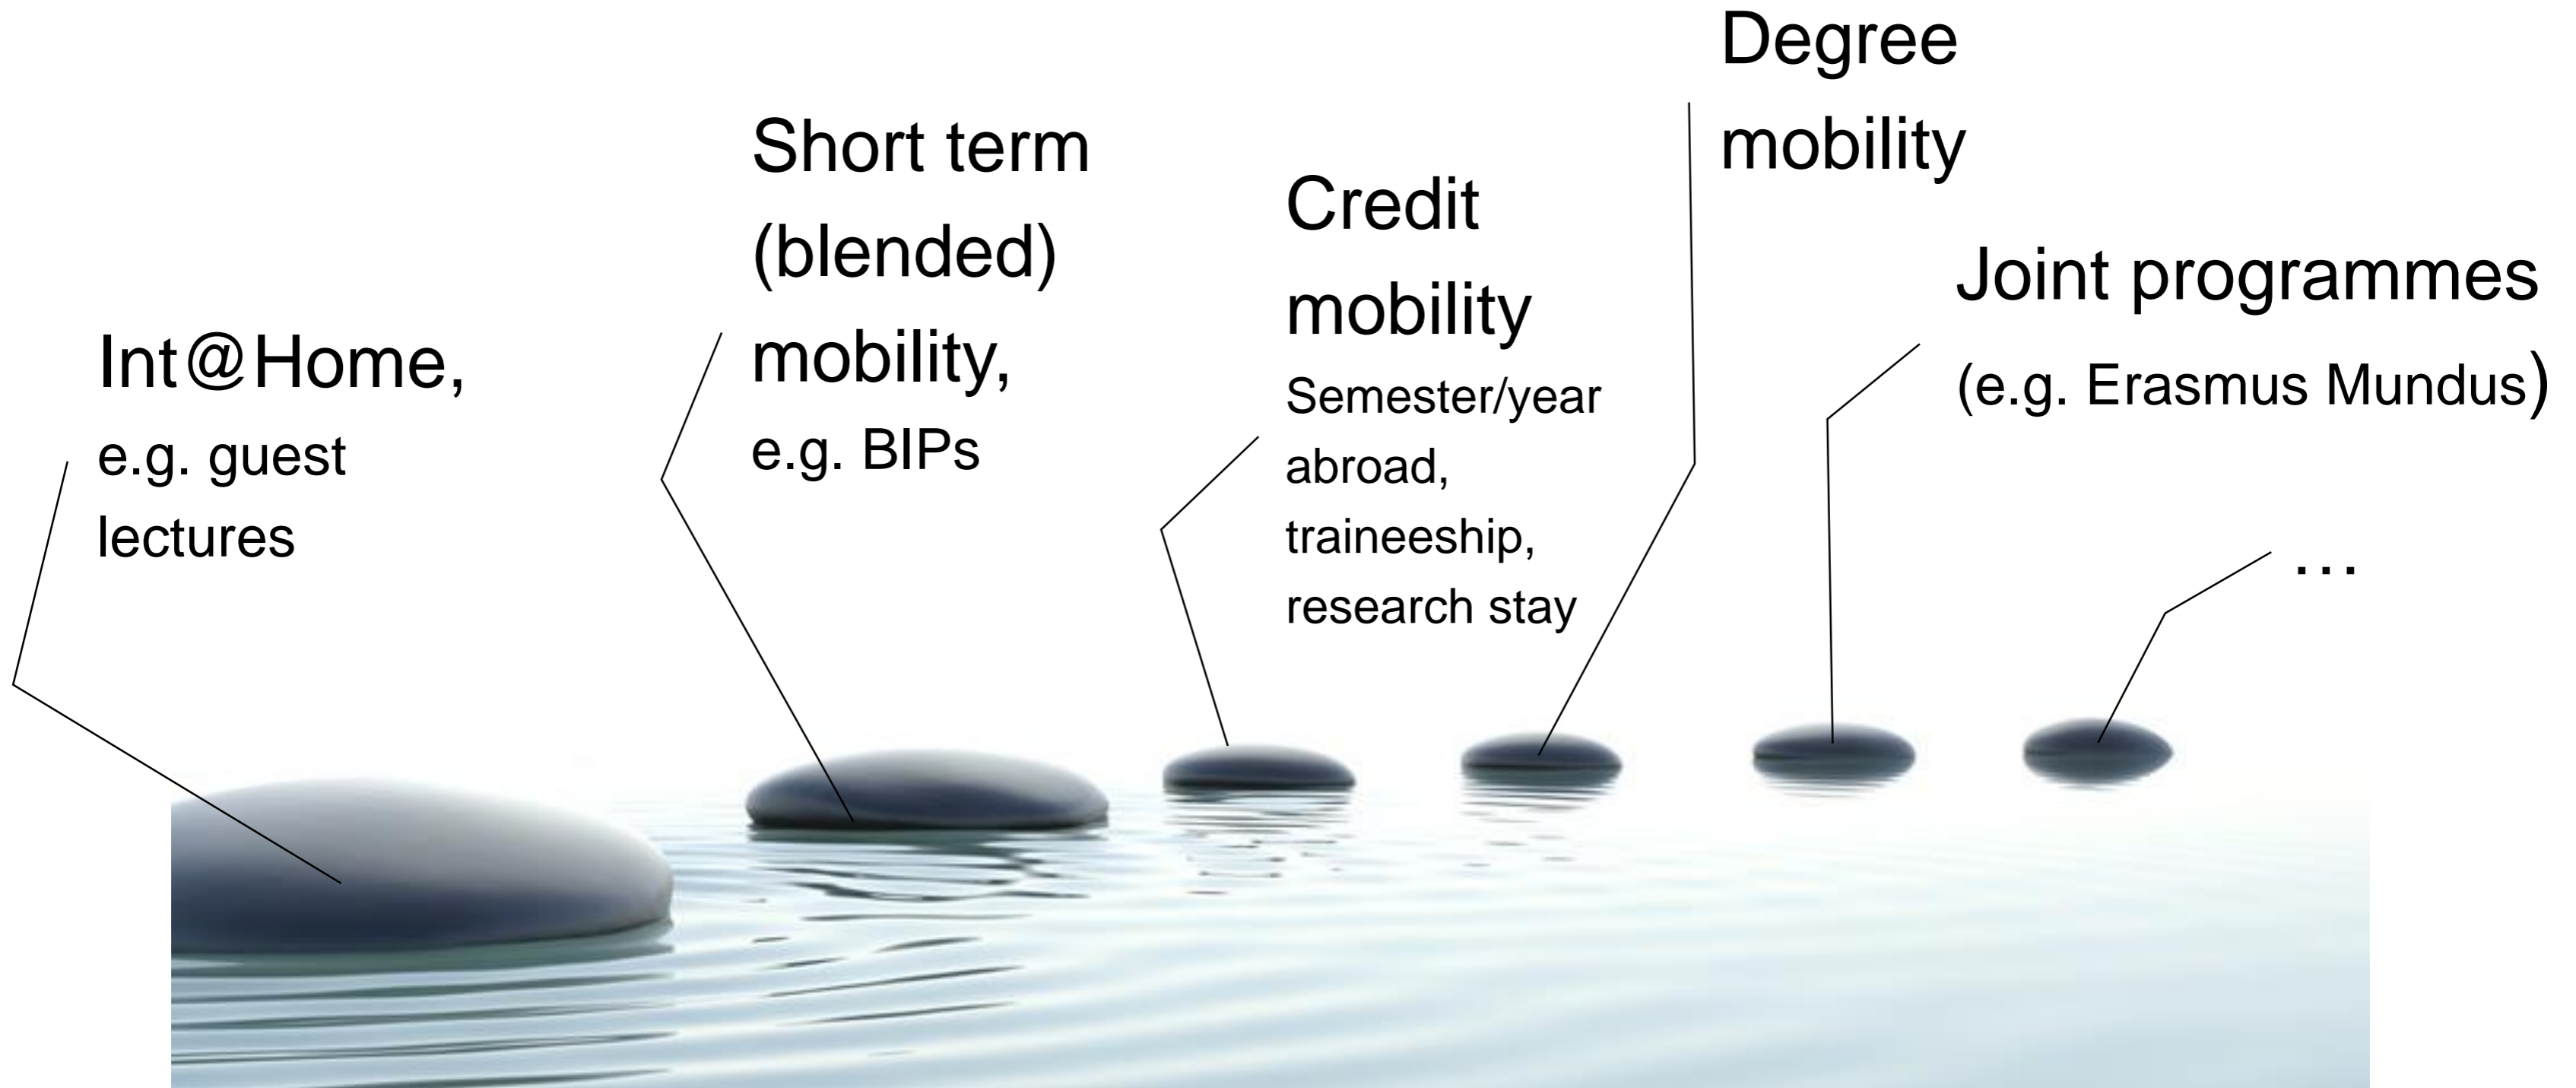 Int@Home,
e.g. guest
lectures
Short term
(blended)
mobility,
e.g. BIPs
Credit
mobility
Semester/year
abroad,
traineeship,
research stay
Degree
mobility
Joint programmes
(e.g. Erasmus Mundus)
…